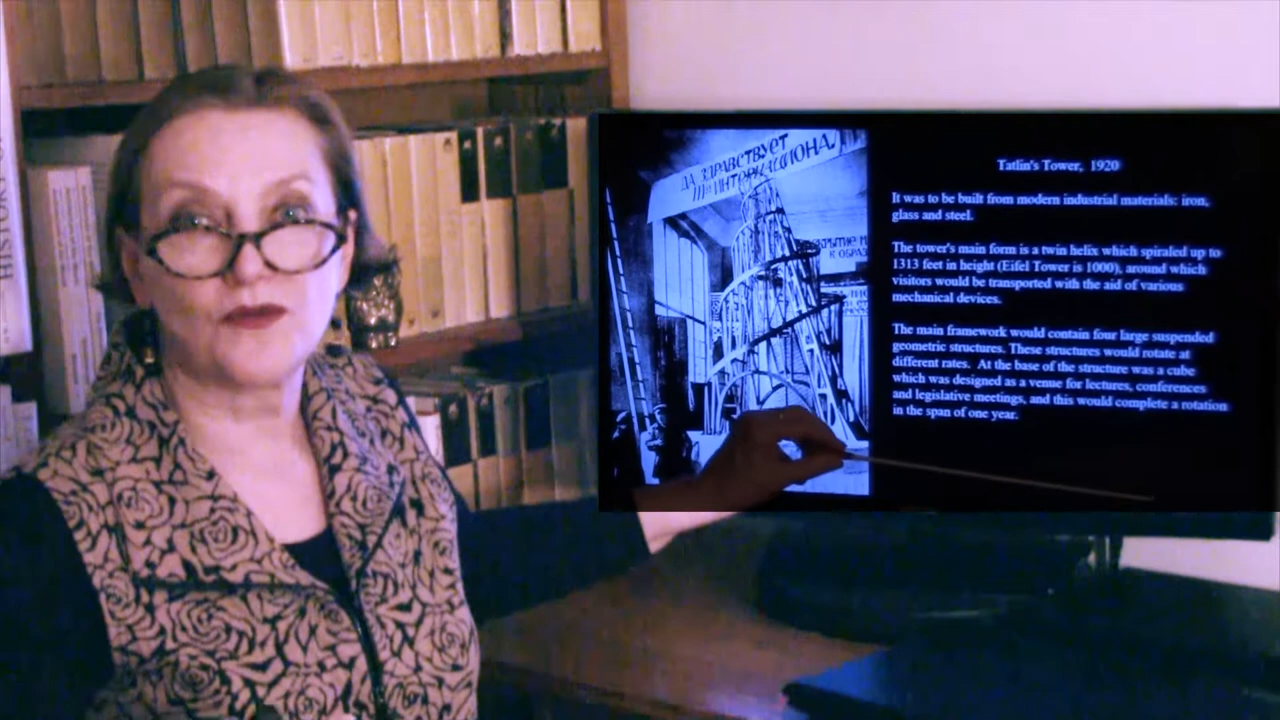 HISTORY
ДА ЗДРАВСТВУЕТ
III й ИНТЕРНАЦИОНАЛ
Tatlin's Tower, 1920
It was to be built from modern industrial materials: iron,
glass and steel.
The tower's main form is a twin helix which spiraled up to
1313 feet in height (Eifel Tower is 1000), around which
visitors would be transported with the aid of various
mechanical devices.
The main framework would contain four large suspended
geometric structures. These structures would rotate at
different rates. At the base of the structure was a cube
which was designed as a venue for lectures, conferences
and legislative meetings, and this would complete a rotation
in the span of one year.